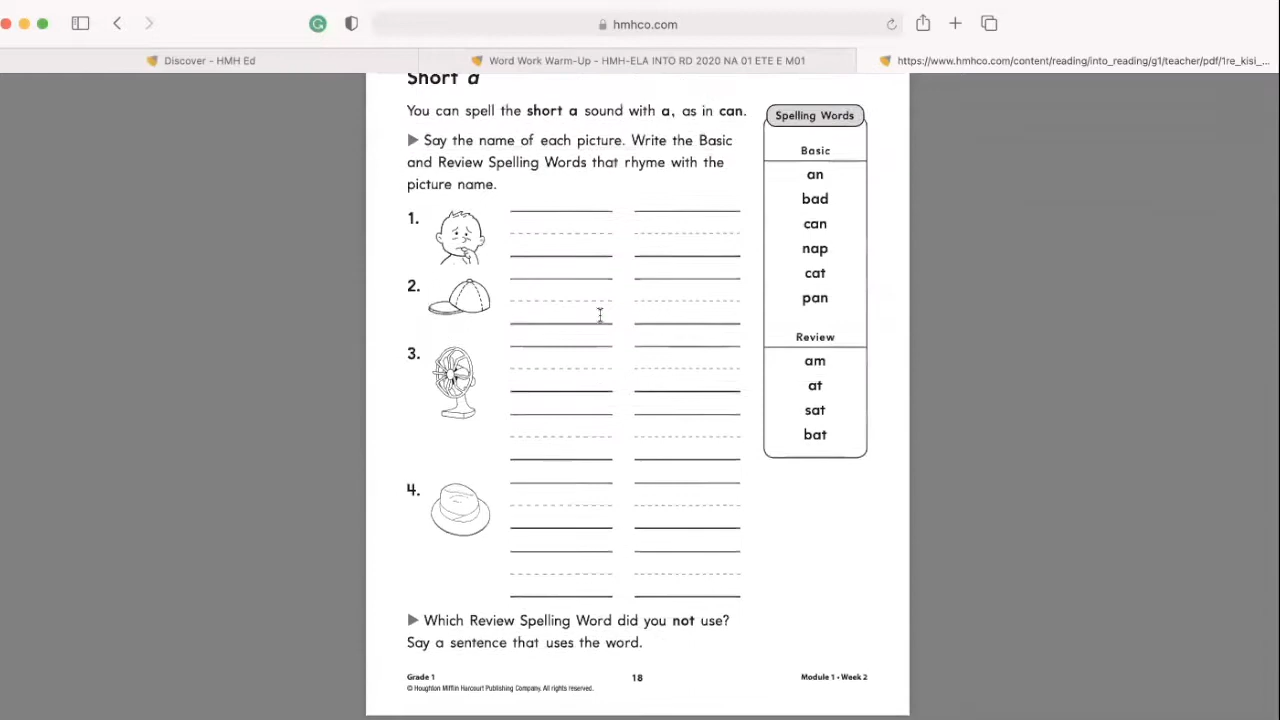 hmhco.com
Discover - HMH Ed
Word Work Warm-Up - HMH-ELA INTO RD 2020 NA 01 ETE E M01
https://www.hmhco.com/content/reading/into_reading/g1/teacher/pdf/1re_kisi_...
Short a
You can spell the short a sound with a, as in can.
Say the name of each picture. Write the Basic
and Review Spelling Words that rhyme with the
picture name.
1.
2.
3.
4.
Which Review Spelling Word did you not use?
Say a sentence that uses the word.
Spelling Words
Basic
an
bad
can
nap
cat
pan
Review
am
at
sat
bat
Grade 1
© Houghton Mifflin Harcourt Publishing Company. All rights reserved.
18
Module 1 • Week 2